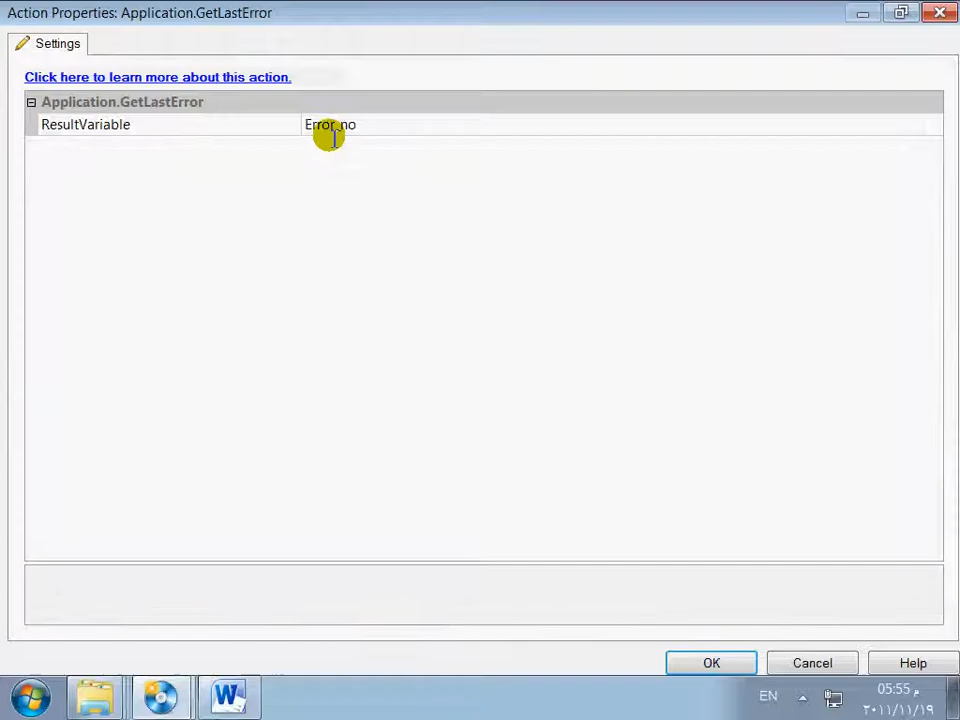 Action Properties: Application.GetLastError
Settings
Click here to learn more about this action.
Application.GetLastError
ResultVariable Error_no
OK Cancel Help
EN
05:55 م
٢٠١١/١١/١٩